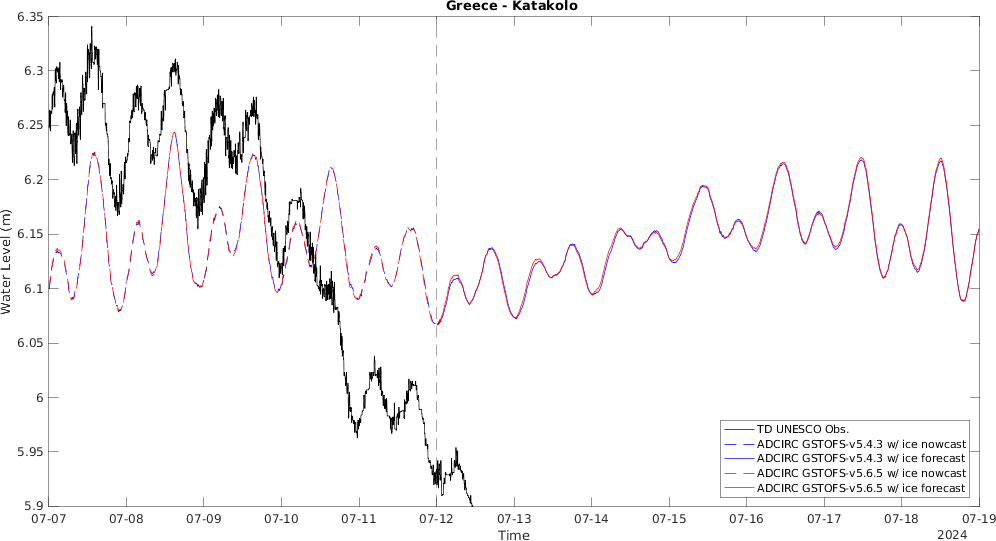 Greece - Katakolo
6.35
6.3
6.25
6.2
6.15
6.1
6.05
6
5.95
5.9
Water Level (m)
TD UNESCO Obs.
ADCIRC GSTOFS-v5.4.3 w/ ice nowcast
ADCIRC GSTOFS-v5.4.3 w/ ice forecast
ADCIRC GSTOFS-v5.6.5 w/ ice nowcast
ADCIRC GSTOFS-v5.6.5 w/ ice forecast
07-07 07-08 07-09 07-10 07-11 07-12 07-13 07-14 07-15 07-16 07-17 07-18 07-19
Time
2024